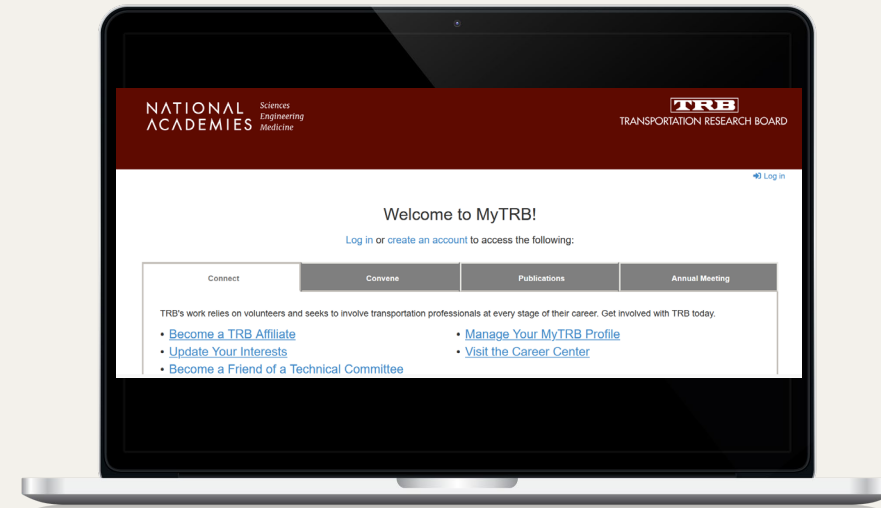 NATIONAL
ACADEMIES
Sciences
Engineering
Medicine
TRB
TRANSPORTATION RESEARCH BOARD
Log in
Welcome to MyTRB!
Log in or create an account to access the following:
Connect Convene Publications Annual Meeting
TRB's work relies on volunteers and seeks to involve transportation professionals at every stage of their career. Get involved with TRB today.
• Become a TRB Affiliate
• Update Your Interests
• Become a Friend of a Technical Committee
• Manage Your MyTRB Profile
• Visit the Career Center